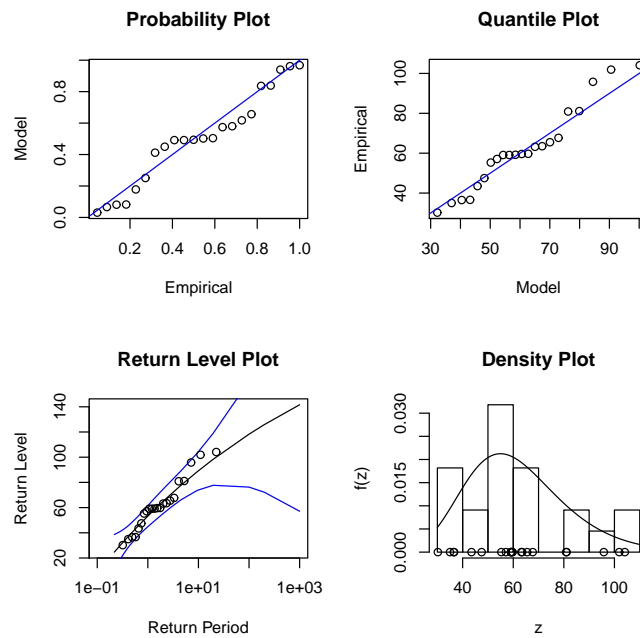 Probability Plot
Model
0.0 0.4 0.8
0.2 0.4 0.6 0.8 1.0
Empirical
Quantile Plot
Empirical
40 60 80 100
30 50 70 90
Model
Return Level Plot
Return Level
20 60 100 140
1e−01 1e+01 1e+03
Return Period
Density Plot
f(z)
0.000 0.015 0.030
40 60 80 100
z